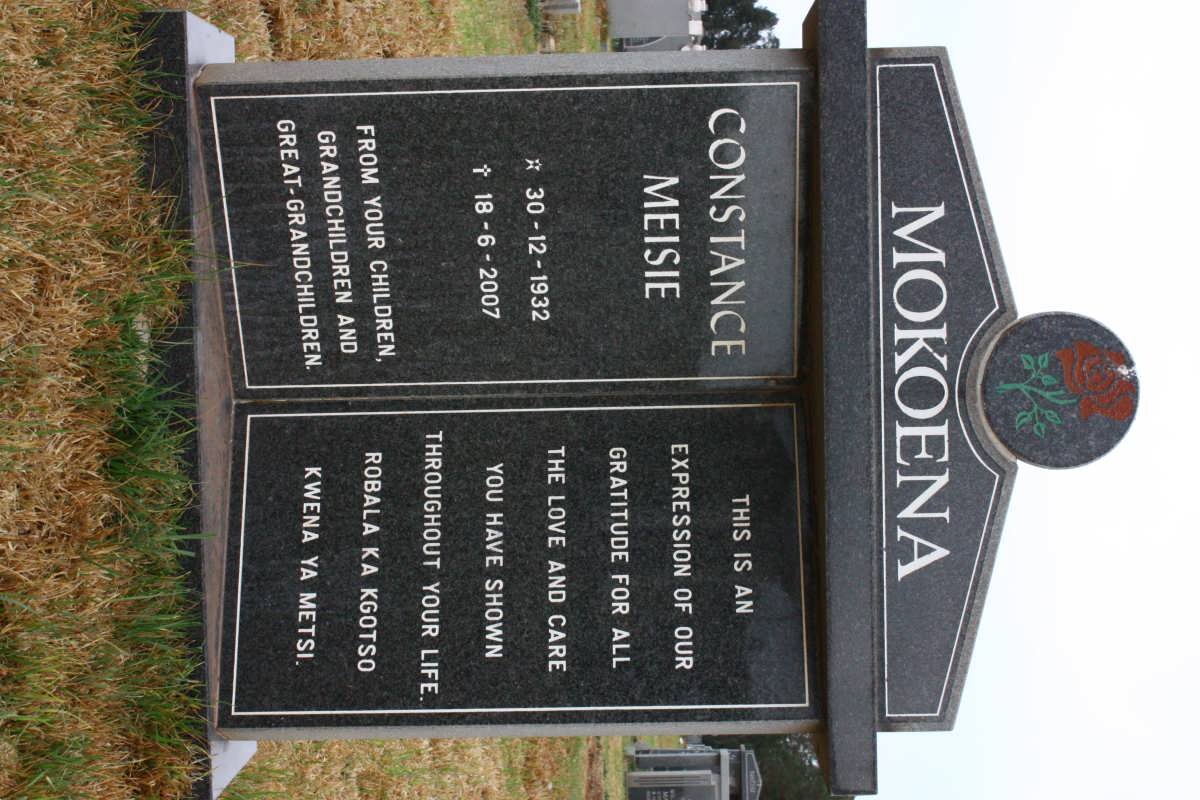 MOKOENA
CONSTANCE
MEISIE
☆ 30-12-1932
✝ 18-6-2007
FROM YOUR CHILDREN,
GRANDCHILDREN AND
GREAT-GRANDCHILDREN.
THIS IS AN
EXPRESSION OF OUR
GRATITUDE FOR ALL
THE LOVE AND CARE
YOU HAVE SHOWN
THROUGHOUT YOUR LIFE.
ROBALA KA KGOTSO
KWENA YA METSI.